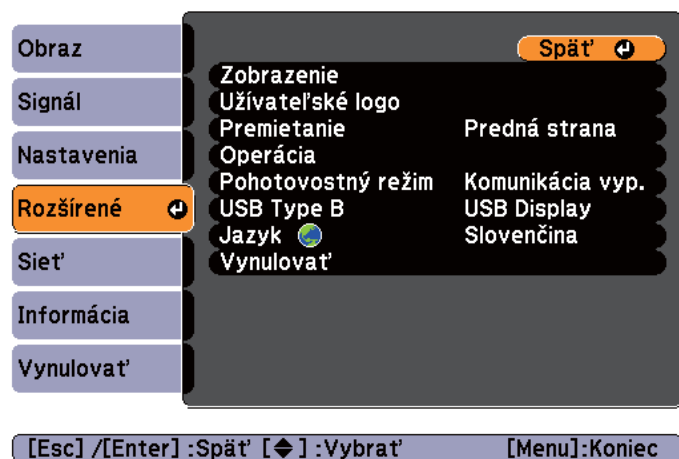 Obraz
Signál
Nastavenia
Rozšírené
Sieť
Informácia
Vynulovať
Späť
Zobrazenie
Užívateľské logo
Premietanie Predná strana
Operácia
Pohotovostný režim Komunikácia vyp.
USB Type B USB Display
Jazyk Slovenčina
Vynulovať
[Esc] /[Enter] :Späť [◆] :Vybrať [Menu]:Koniec